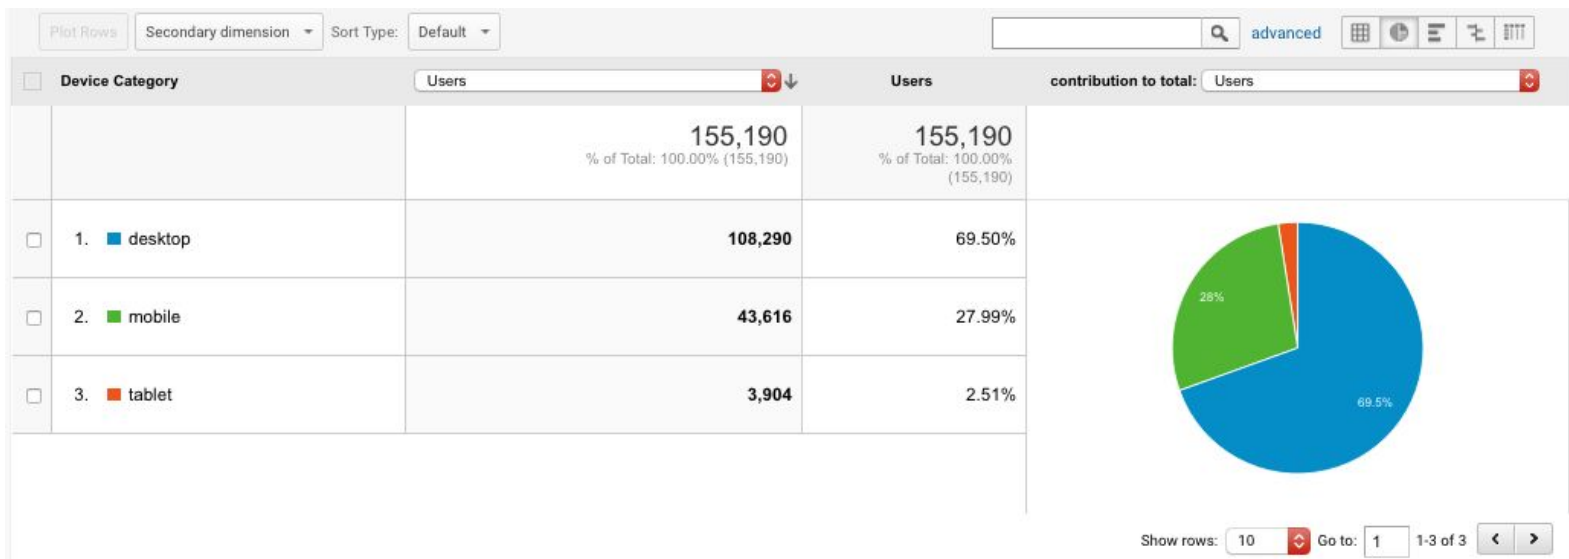 Plot Rows Secondary dimension Sort Type: Default advanced
Device Category Users Users contribution to total: Users
155,190 155,190
% of Total: 100.00% (155,190) % of Total: 100.00%
(155,190)
1. desktop 108,290 69.50%
2. mobile 43,616 27.99%
3. tablet 3,904 2.51%
28%
69.5%
Show rows: 10 Go to: 1 1-3 of 3